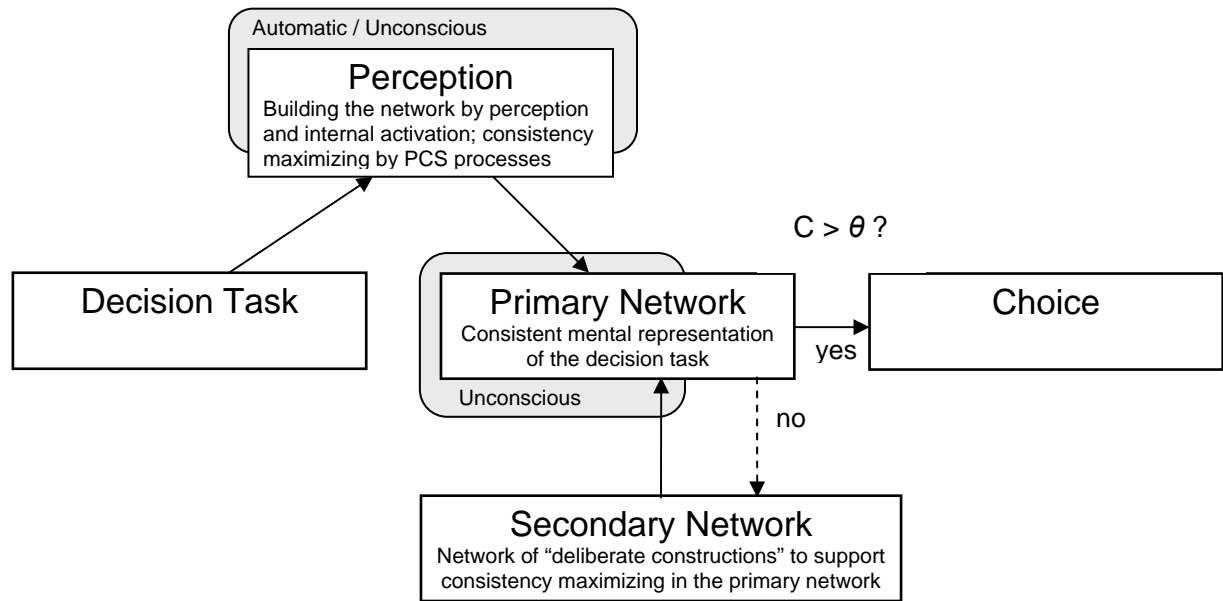 Automatic / Unconscious
Perception
Building the network by perception
and internal activation; consistency
maximizing by PCS processes
C > θ ?
Decision Task
Primary Network
Consistent mental representation
of the decision task
Unconscious
yes
Choice
no
Secondary Network
Network of “deliberate constructions” to support
consistency maximizing in the primary network